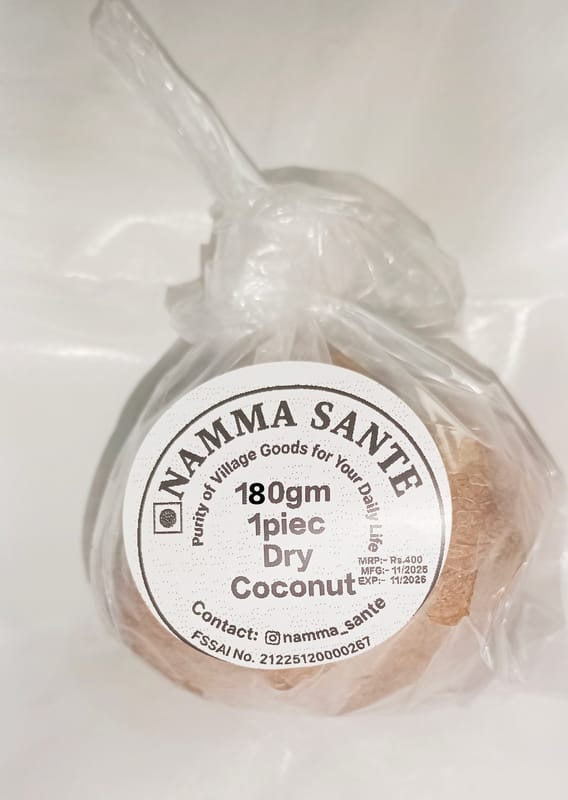 NAMMA SANTE
Purity of Village Goods for Your Daily Life
180gm
1piec
Dry
Coconut
MRP:- Rs.400
MFG:- 11/2025
EXP:- 11/2026
Contact: namma_sante
FSSAI No. 21225120000267